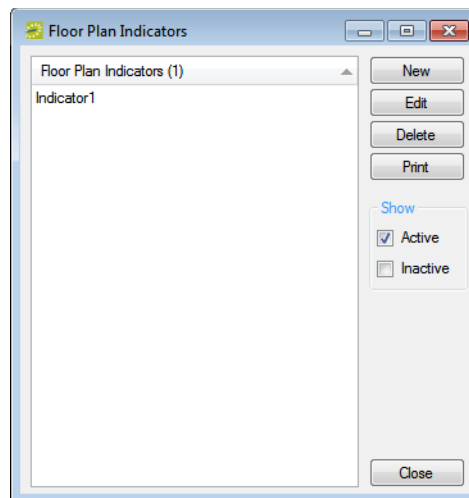 Floor Plan Indicators
Floor Plan Indicators (1)
Indicator1
New
Edit
Delete
Print
Show
Active
Inactive
Close